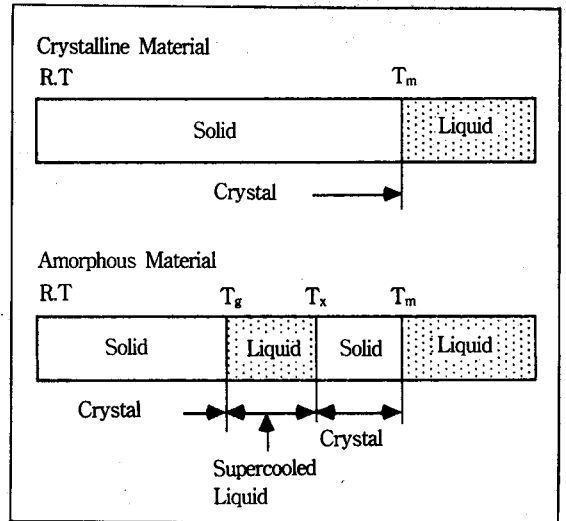 Crystalline Material
R.T Tm
Solid Liquid
Crystal
Amorphous Material
R.T Tg Tx Tm
Solid Liquid Solid Liquid
Crystal Crystal
Supercooled
Liquid